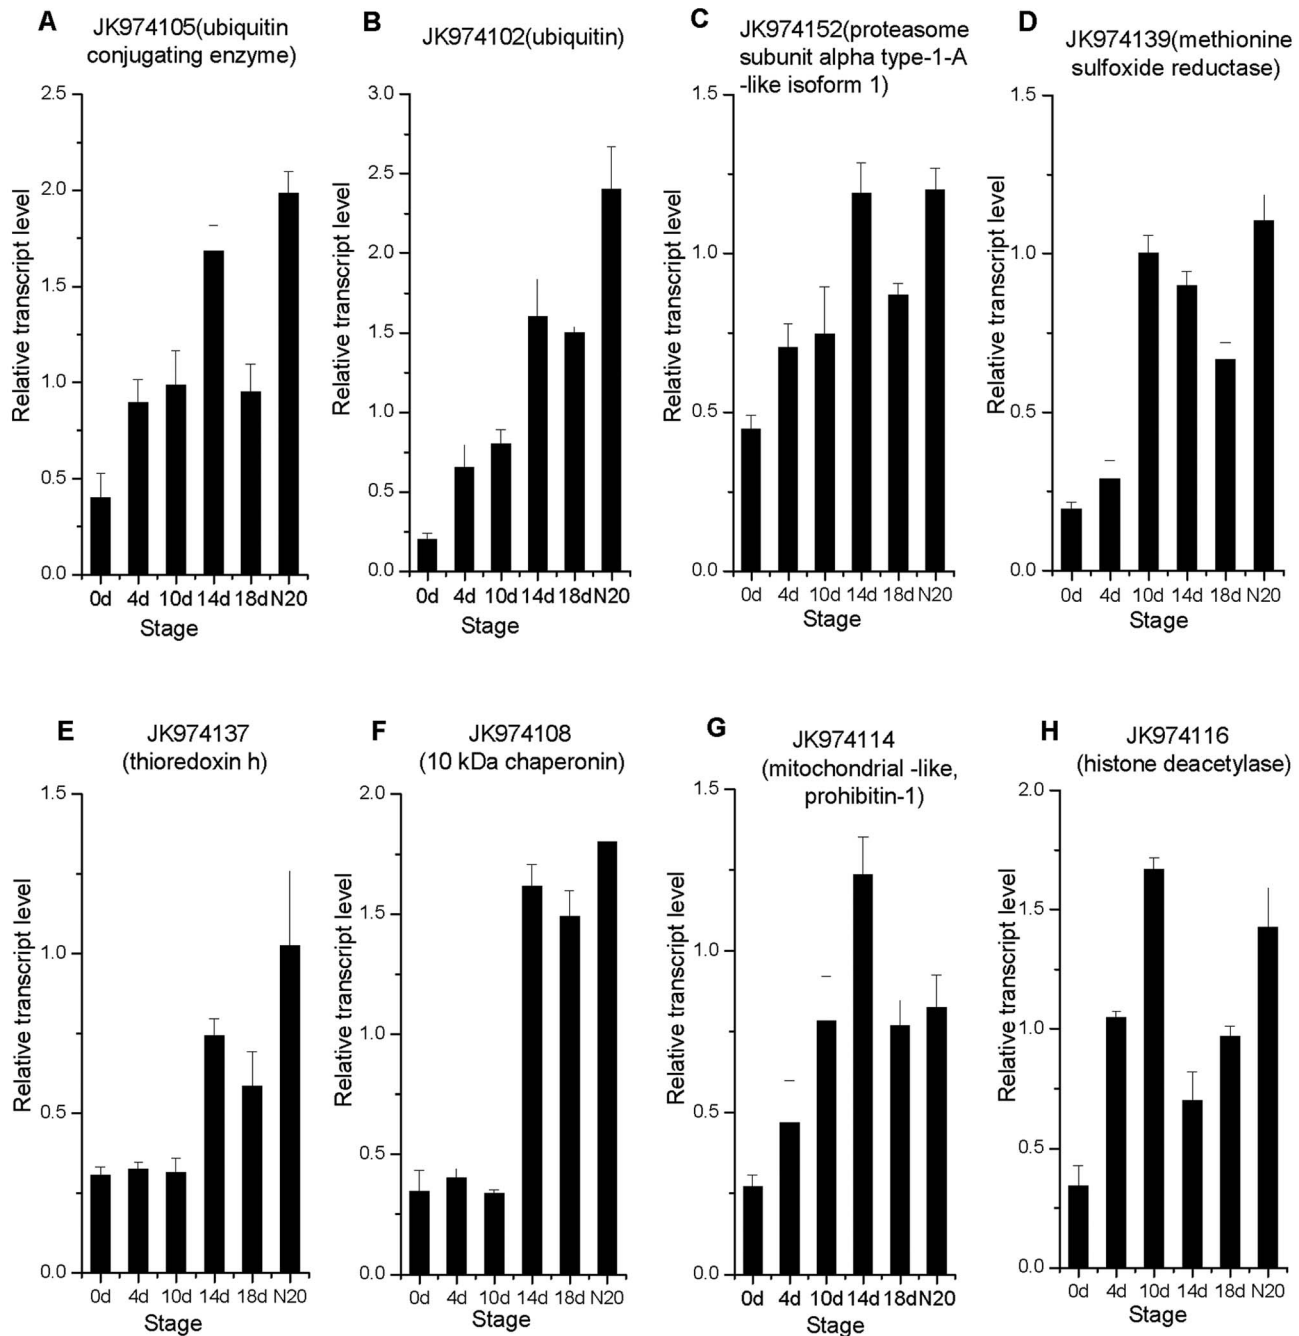 A
JK974105(ubiquitin
conjugating enzyme)
2.5
2.0
1.5
1.0
0.5
0.0
Relative transcript level
0d 4d 10d 14d 18d N20
Stage
B
JK974102(ubiquitin)
3.0
2.5
2.0
1.5
1.0
0.5
0.0
Relative transcript level
0d 4d 10d 14d 18d N20
Stage
C
JK974152(proteasome
subunit alpha type-1-A
-like isoform 1)
1.5
1.0
0.5
0.0
Relative transcript level
0d 4d 10d 14d 18d N20
Stage
D
JK974139(methionine
sulfoxide reductase)
1.5
1.0
0.5
0.0
Relative transcript level
0d 4d 10d 14d 18d N20
Stage
E
JK974137
(thioredoxin h)
1.5
1.0
0.5
0.0
Relative transcript level
0d 4d 10d 14d 18d N20
Stage
F
JK974108
(10 kDa chaperonin)
2.0
1.5
1.0
0.5
0.0
Relative transcript level
0d 4d 10d 14d 18d N20
Stage
G
JK974114
(mitochondrial -like,
prohibitin-1)
1.5
1.0
0.5
0.0
Relative transcript level
0d 4d 10d 14d 18d N20
Stage
H
JK974116
(histone deacetylase)
2.0
1.5
1.0
0.5
0.0
Relative transcript level
0d 4d 10d 14d 18d N20
Stage